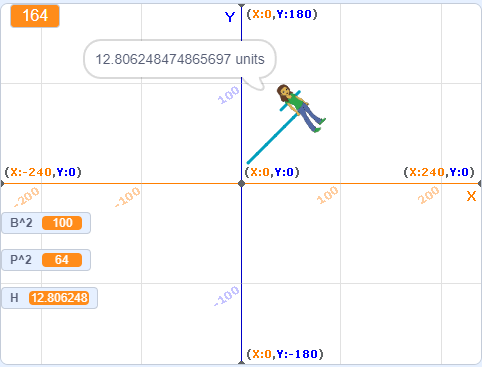 164
Y
(X:0,Y:180)
12.806248474865697 units
100
(X:-240,Y:0)
(X:0,Y:0)
(X:240,Y:0)
-200
-100
100
200
X
B^2 100
P^2 64
H 12.806248
-100
(X:0,Y:-180)